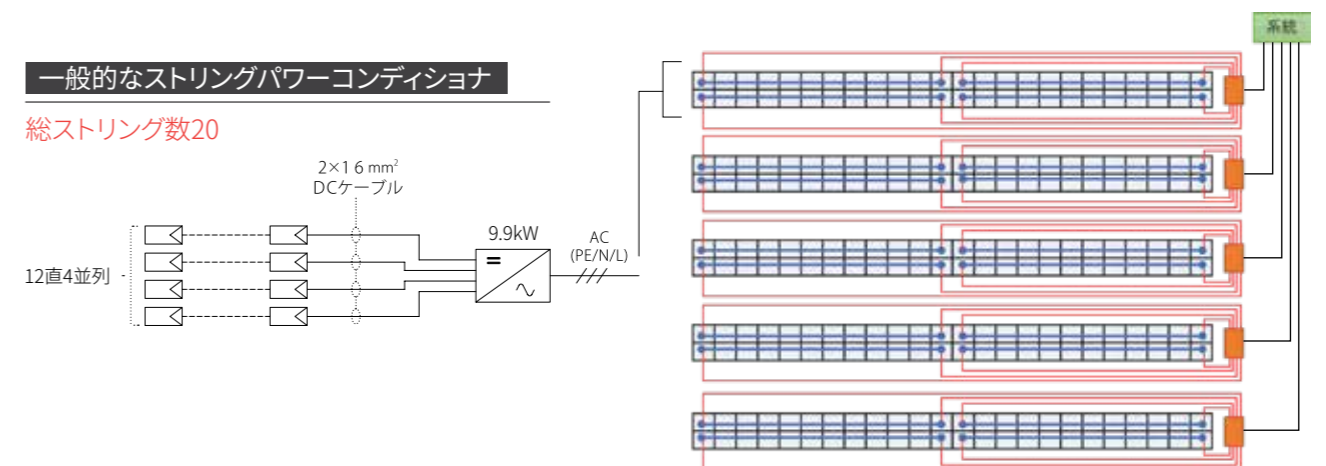 一般的なストリングパワーコンディショナ
総ストリング数20
2×16mm²
DCケーブル
12直4並列
9.9kW
AC
(PE/N/L)
系統